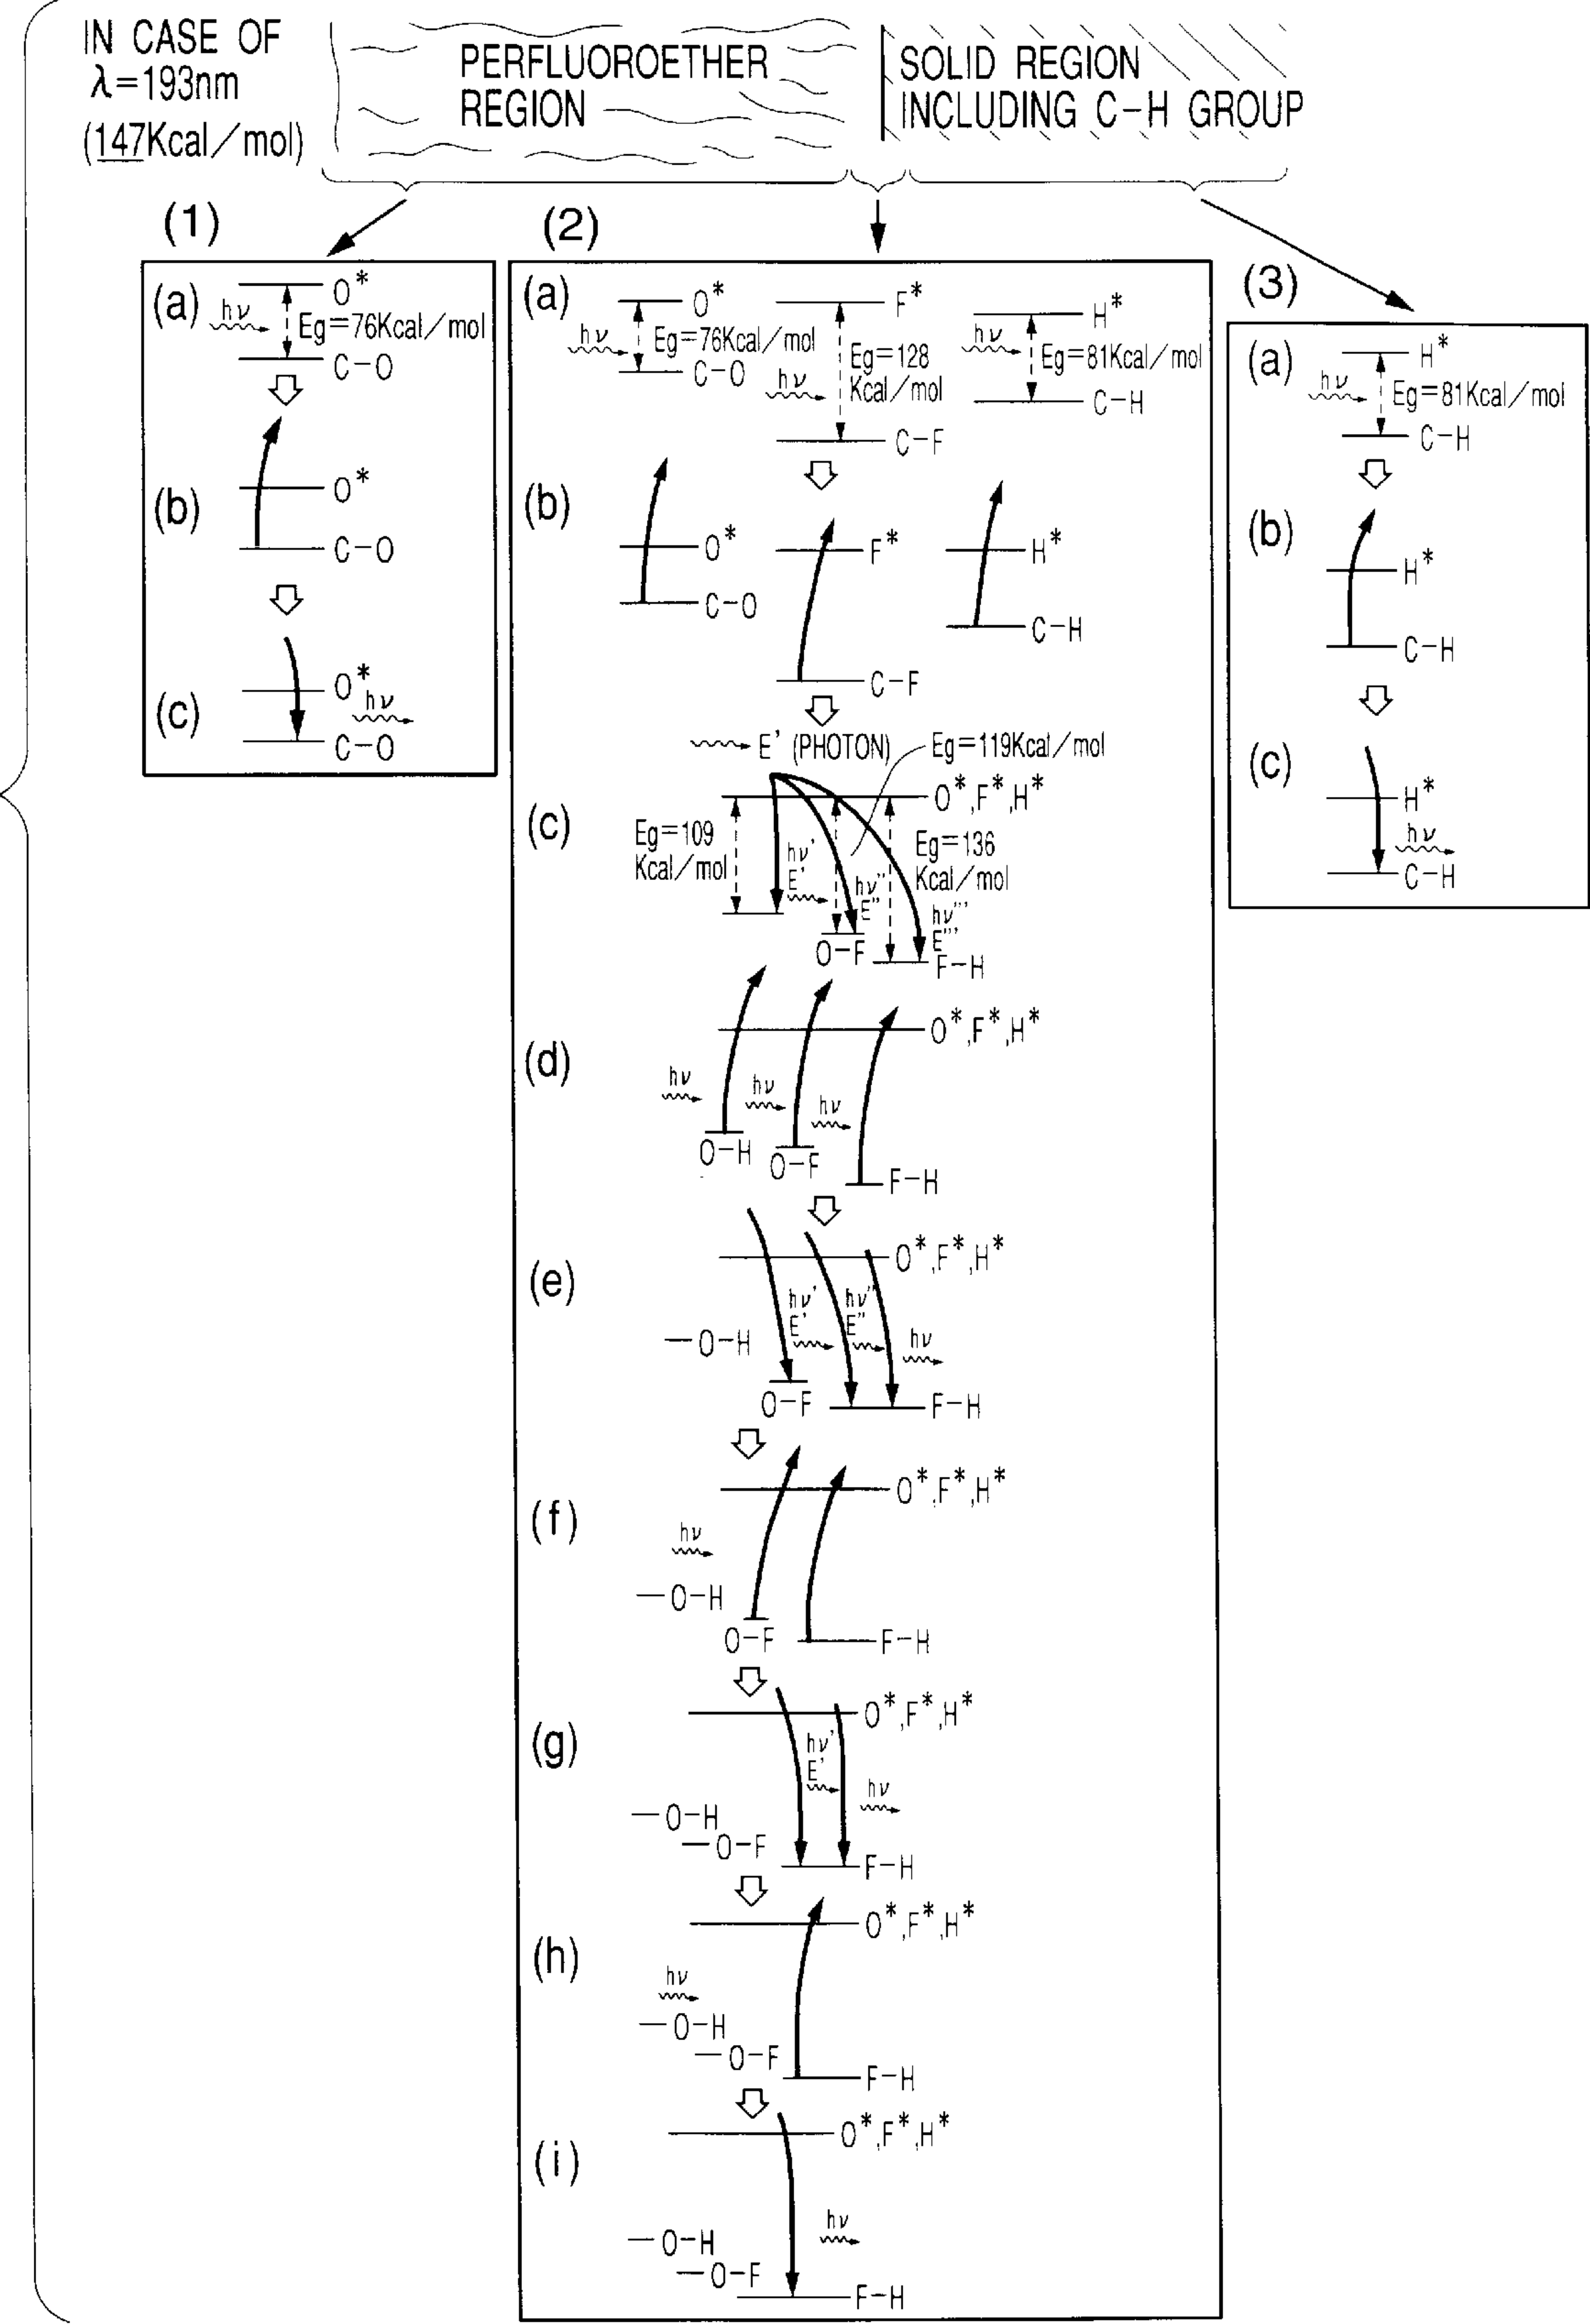 IN CASE OF
λ=193nm
(147Kcal/mol)
PERFLUOROETHER
REGION
SOLID REGION
INCLUDING C-H GROUP
(1)
(a)
O*
hν
Eg=76Kcal/mol
C-O
(b)
O*
C-O
(c)
O*
hν
C-O
(2)
(a)
O*
hν
Eg=76Kcal/mol
C-O
F*
hν
Eg=128
Kcal/mol
C-F
H*
hν
Eg=81Kcal/mol
C-H
(b)
O*
C-O
F*
C-F
H*
C-H
E' (PHOTON)
Eg=119Kcal/mol
(c)
O*,F*,H*
Eg=109
Kcal/mol
hν'
E'
hν''
E''
Eg=136
Kcal/mol
hν'''
E'''
O-F
F-H
(d)
O*,F*,H*
hν
hν
hν
O-H
O-F
F-H
(e)
O*,F*,H*
hν'
E'
hν''
E''
hν
-O-H
O-F
F-H
(f)
O*,F*,H*
hν
-O-H
O-F
F-H
(g)
O*,F*,H*
hν'
E'
hν
-O-H
-O-F
F-H
(h)
O*,F*,H*
hν
-O-H
-O-F
F-H
(i)
O*,F*,H*
hν
-O-H
-O-F
F-H
(3)
(a)
H*
hν
Eg=81Kcal/mol
C-H
(b)
H*
C-H
(c)
H*
hν
C-H